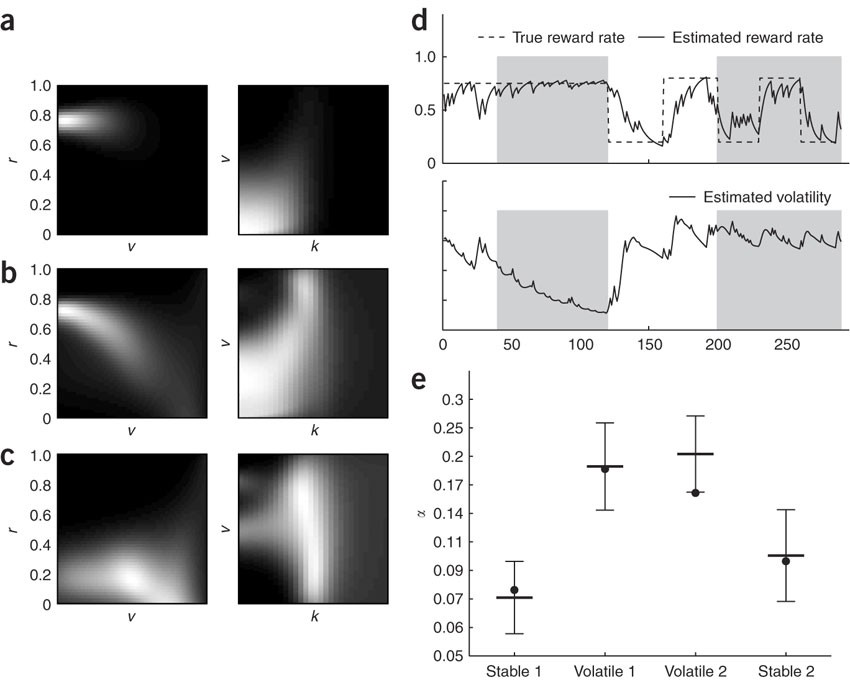 a
1.0
0.8
0.6
0.4
0.2
0
r
v
v
k
b
1.0
0.8
0.6
0.4
0.2
0
r
v
v
k
c
1.0
0.8
0.6
0.4
0.2
0
r
v
v
k
d
True reward rate
Estimated reward rate
1.0
0.5
0
Estimated volatility
0 50 100 150 200 250
e
0.3
0.25
0.2
0.17
0.14
0.11
0.09
0.07
0.06
0.05
α
Stable 1 Volatile 1 Volatile 2 Stable 2